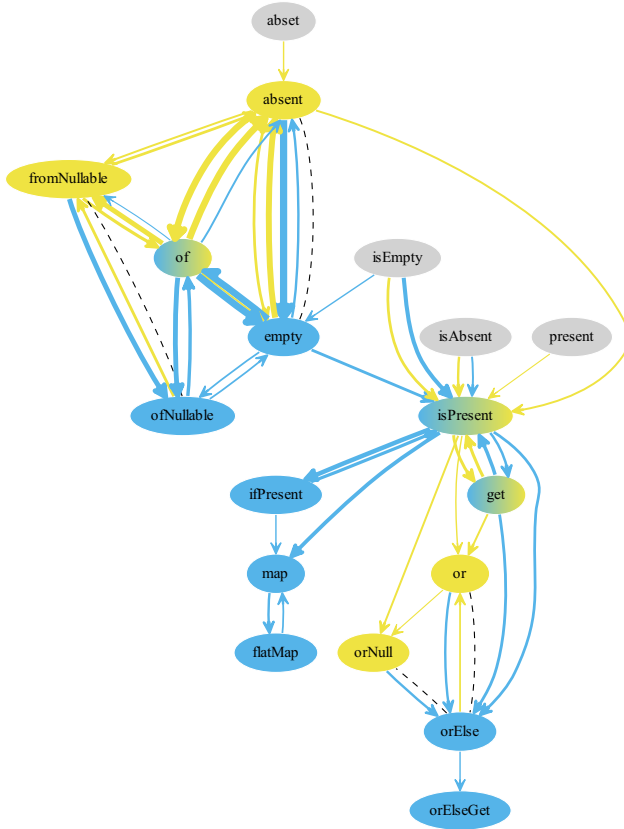 abset
absent
fromNullable
of
isEmpty
empty
isAbsent
present
ofNullable
isPresent
ifPresent
get
map
or
flatMap
orNull
orElse
orElseGet